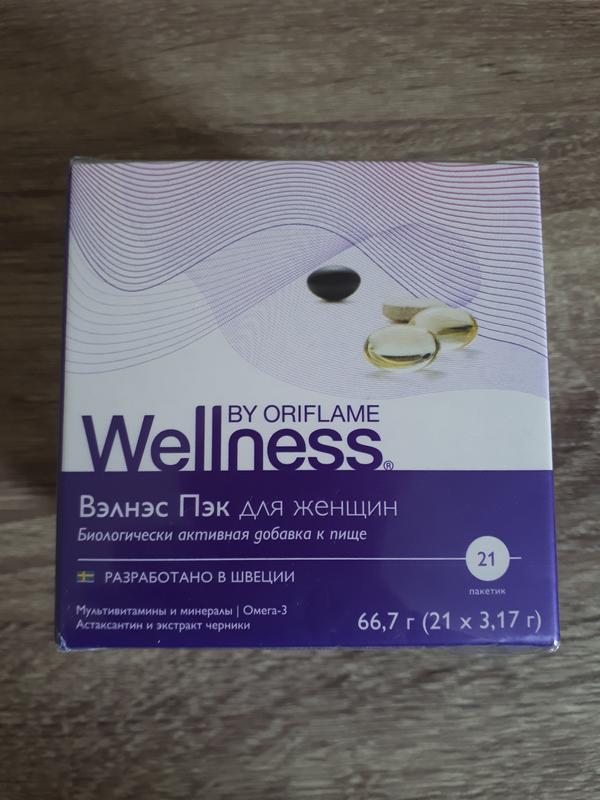 BY ORIFLAME
Wellness®
Вэлнэс Пэк для женщин
Биологически активная добавка к пище
21
пакетик
РАЗРАБОТАНО В ШВЕЦИИ
Мультивитамины и минералы | Омега-3
Астаксантин и экстракт черники
66,7 г (21 x 3,17 г)